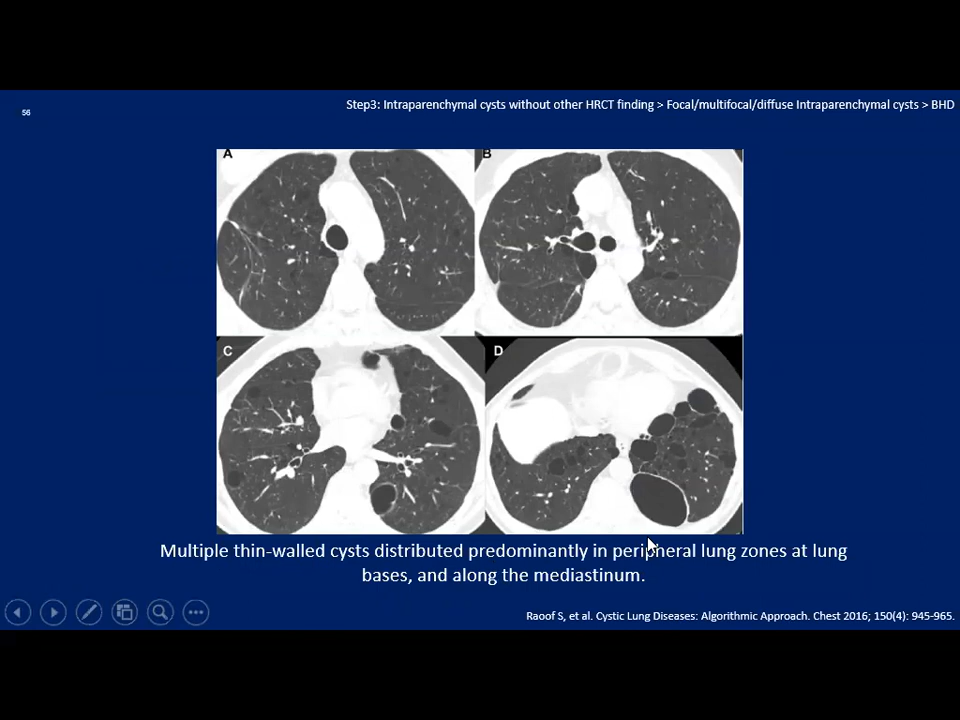 56
Step3: Intraparenchymal cysts without other HRCT finding > Focal/multifocal/diffuse Intraparenchymal cysts > BHD
A
B
C
D
Multiple thin-walled cysts distributed predominantly in peripheral lung zones at lung
bases, and along the mediastinum.
Raoof S, et al. Cystic Lung Diseases: Algorithmic Approach. Chest 2016; 150(4): 945-965.